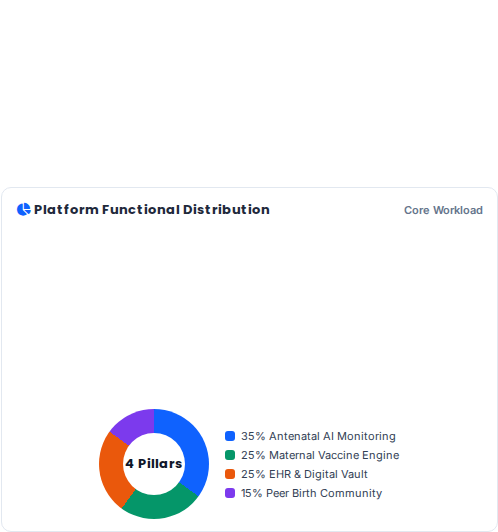 Platform Functional Distribution
Core Workload
4 Pillars
35% Antenatal AI Monitoring
25% Maternal Vaccine Engine
25% EHR & Digital Vault
15% Peer Birth Community